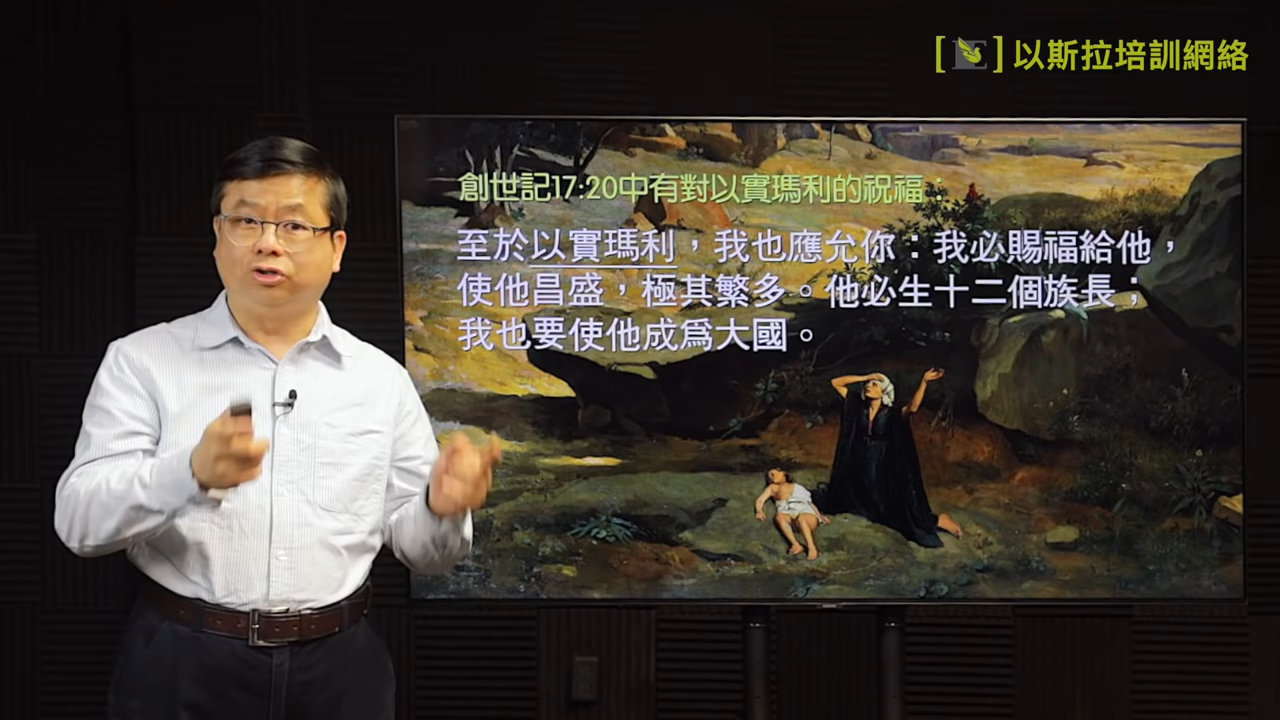 以斯拉培訓網絡
創世記17:20中有對以實瑪利的祝福：
至於以實瑪利，我也應允你：我必賜福給他，
使他昌盛，極其繁多。他必生十二個族長；
我也要使他成爲大國。